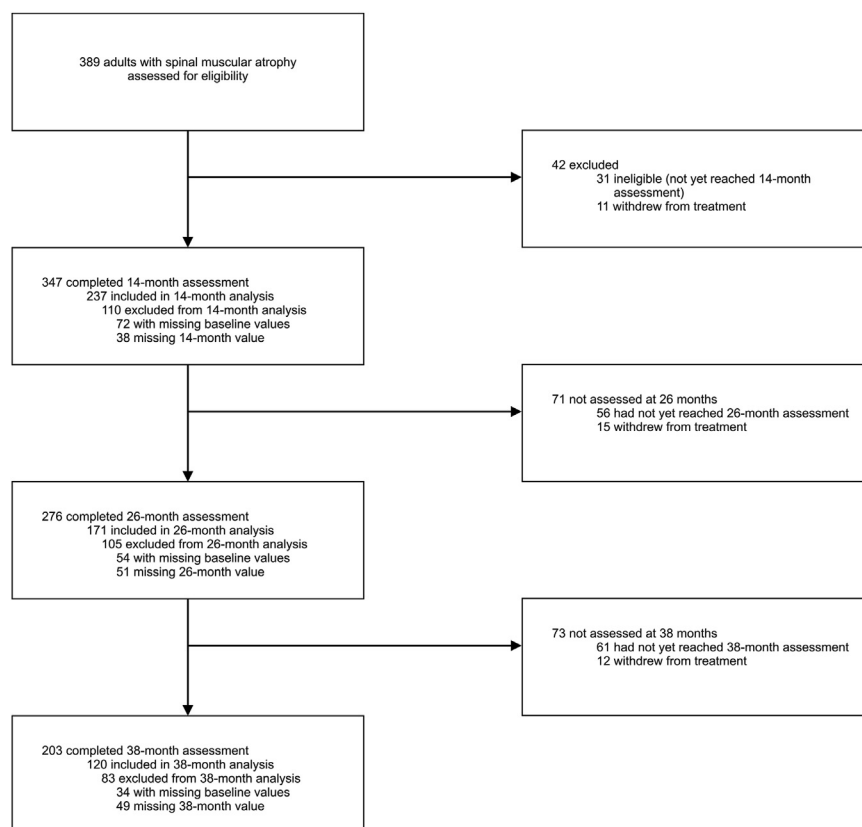 389 adults with spinal muscular atrophy
assessed for eligibility
42 excluded
31 ineligible (not yet reached 14-month
assessment)
11 withdrew from treatment
347 completed 14-month assessment
237 included in 14-month analysis
110 excluded from 14-month analysis
72 with missing baseline values
38 missing 14-month value
71 not assessed at 26 months
56 had not yet reached 26-month assessment
15 withdrew from treatment
276 completed 26-month assessment
171 included in 26-month analysis
105 excluded from 26-month analysis
54 with missing baseline values
51 missing 26-month value
73 not assessed at 38 months
61 had not yet reached 38-month assessment
12 withdrew from treatment
203 completed 38-month assessment
120 included in 38-month analysis
83 excluded from 38-month analysis
34 with missing baseline values
49 missing 38-month value